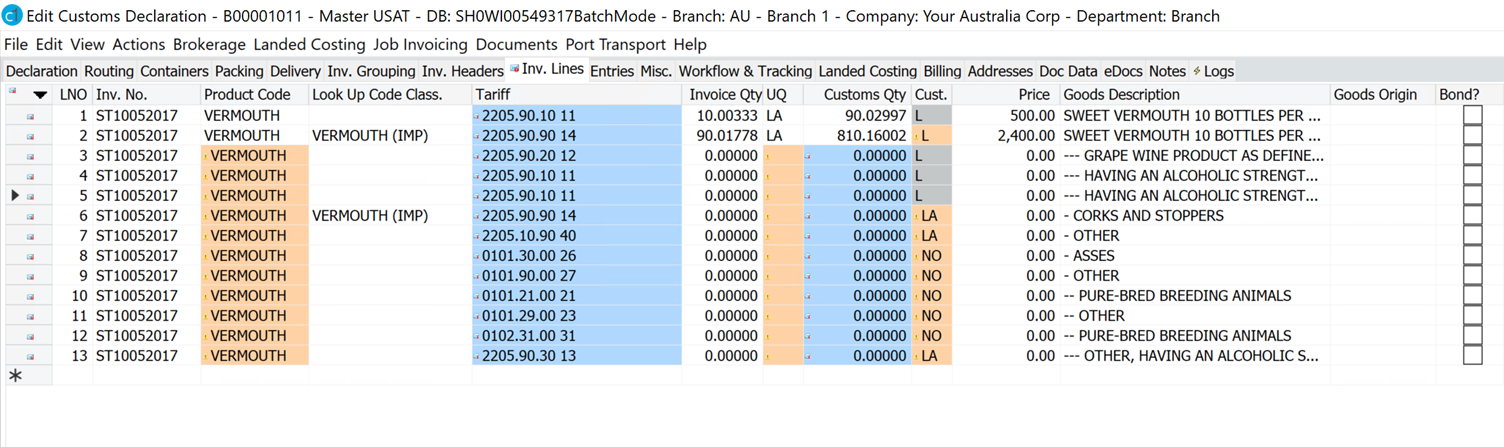 Edit Customs Declaration - B00001011 - Master USAT - DB: SH0WI00549317BatchMode - Branch: AU - Branch 1 - Company: Your Australia Corp - Department: Branch
File Edit View Actions Brokerage Landed Costing Job Invoicing Documents Port Transport Help
Declaration Routing Containers Packing Delivery Inv. Grouping Inv. Headers Inv. Lines Entries Misc. Workflow & Tracking Landed Costing Billing Addresses Doc Data eDocs Notes Logs
LNO Inv. No. Product Code Look Up Code Class. Tariff Invoice Qty UQ Customs Qty Cust. Price Goods Description Goods Origin Bond?
1 ST10052017 VERMOUTH 2205.90.10 11 10.00333 LA 90.02997 L 500.00 SWEET VERMOUTH 10 BOTTLES PER ...
2 ST10052017 VERMOUTH VERMOUTH (IMP) 2205.90.90 14 90.01778 LA 810.16002 L 2,400.00 SWEET VERMOUTH 10 BOTTLES PER ...
3 ST10052017 VERMOUTH 2205.90.20 12 0.00000 0.00000 L 0.00 --- GRAPE WINE PRODUCT AS DEFINE...
4 ST10052017 VERMOUTH 2205.90.10 11 0.00000 0.00000 L 0.00 --- HAVING AN ALCOHOLIC STRENGT...
5 ST10052017 VERMOUTH 2205.90.10 11 0.00000 0.00000 L 0.00 --- HAVING AN ALCOHOLIC STRENGT...
6 ST10052017 VERMOUTH VERMOUTH (IMP) 2205.90.90 14 0.00000 0.00000 LA 0.00 - CORKS AND STOPPERS
7 ST10052017 VERMOUTH 2205.10.90 40 0.00000 0.00000 LA 0.00 - OTHER
8 ST10052017 VERMOUTH 0101.30.00 26 0.00000 0.00000 NO 0.00 - ASSES
9 ST10052017 VERMOUTH 0101.90.00 27 0.00000 0.00000 NO 0.00 - OTHER
10 ST10052017 VERMOUTH 0101.21.00 21 0.00000 0.00000 NO 0.00 -- PURE-BRED BREEDING ANIMALS
11 ST10052017 VERMOUTH 0101.29.00 23 0.00000 0.00000 NO 0.00 -- OTHER
12 ST10052017 VERMOUTH 0102.31.00 31 0.00000 0.00000 NO 0.00 -- PURE-BRED BREEDING ANIMALS
13 ST10052017 VERMOUTH 2205.90.30 13 0.00000 0.00000 LA 0.00 --- OTHER, HAVING AN ALCOHOLIC S...